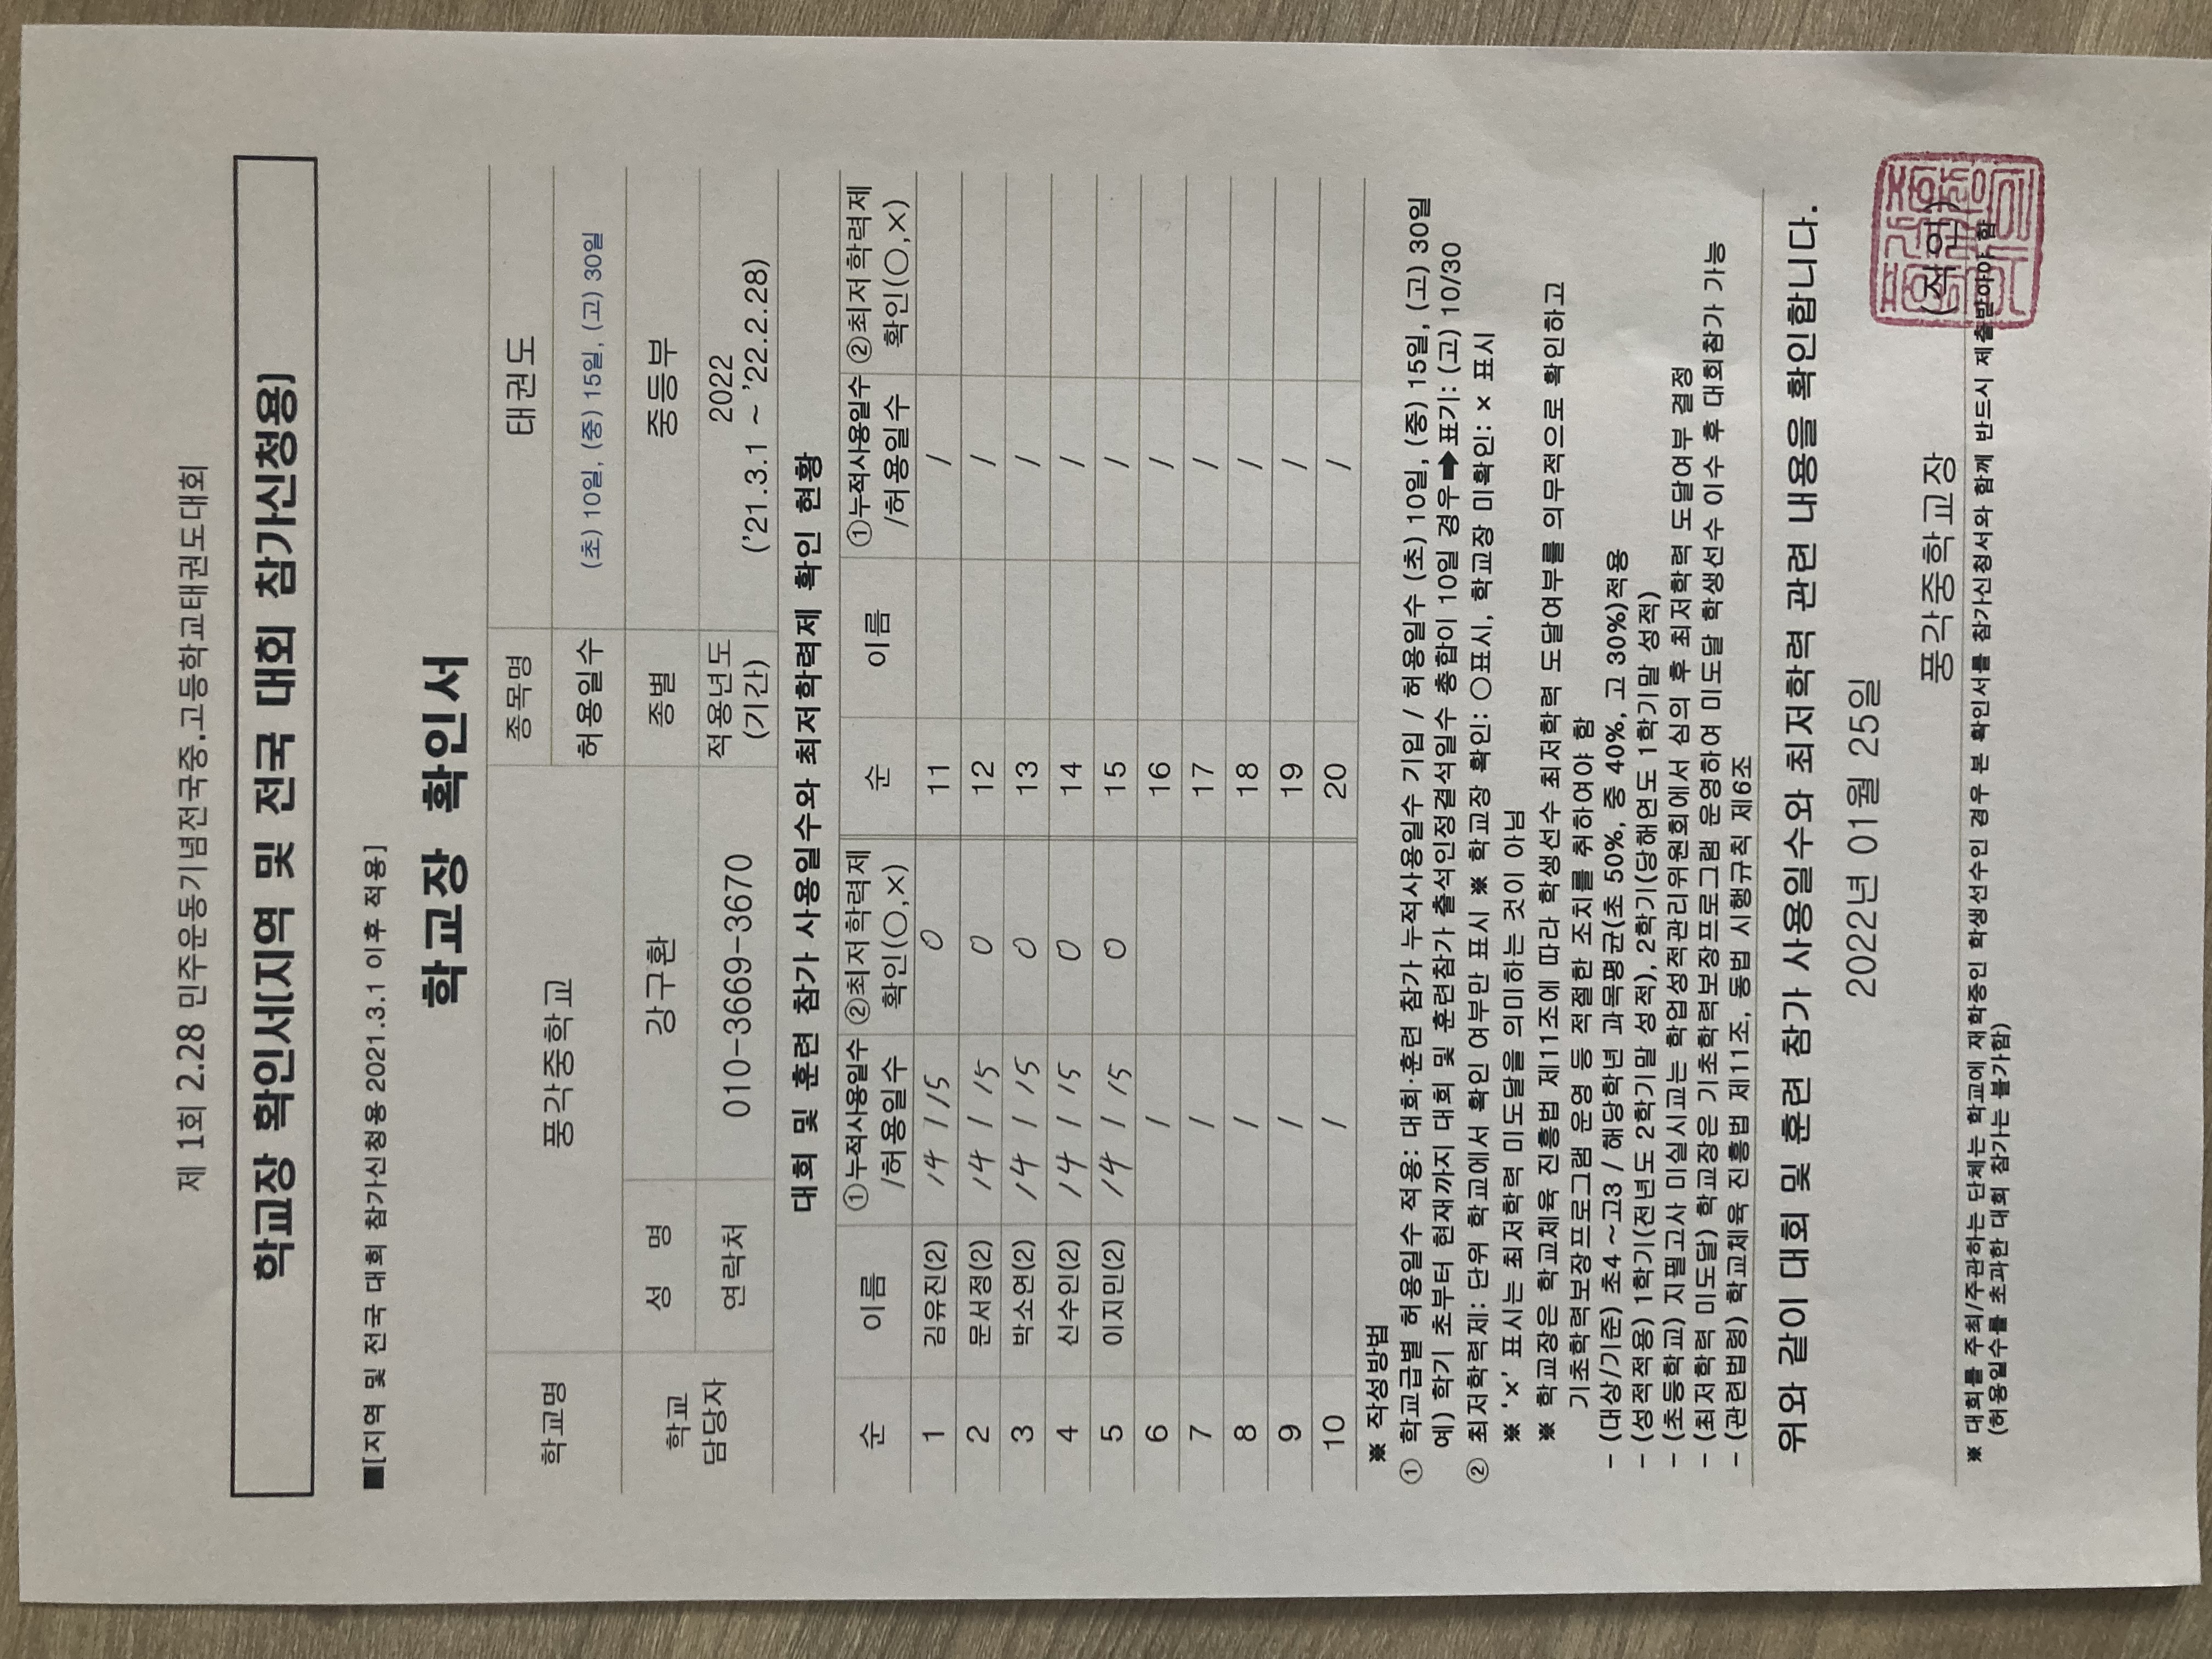 제 1회 2.28 민주운동기념전국중.고등학교태권도대회
학교장 확인서[지역 및 전국 대회 참가신청용]
■[지역 및 전국 대회 참가신청용 2021.3.1 이후 적용]
학교장 확인서
학교명 풍각중학교 종목명 태권도
허용일수 (초) 10일, (중) 15일, (고) 30일
학교 담당자 성 명 강구환 종별 중등부
연락처 010-3669-3670 적용년도 (기간) 2022 ('21.3.1 ~ '22.2.28)
대회 및 훈련 참가 사용일수와 최저학력제 확인 현황
순 이름 ①누적사용일수 /허용일수 ②최저학력제 확인(○,×) 순 이름 ①누적사용일수 /허용일수 ②최저학력제 확인(○,×)
1 김유진(2) 14 / 15 0 11 /
2 문서정(2) 14 / 15 0 12 /
3 박소연(2) 14 / 15 0 13 /
4 신수인(2) 14 / 15 0 14 /
5 이지민(2) 14 / 15 0 15 /
6 / 16 /
7 / 17 /
8 / 18 /
9 / 19 /
10 / 20 /
※ 작성방법
① 학교급별 허용일수 적용: 대회·훈련 참가 누적사용일수 기입 / 허용일수 (초) 10일, (중) 15일, (고) 30일
예) 학기 초부터 현재까지 대회 및 훈련참가 출석인정결석일수 총합이 10일 경우➡표기: (고) 10/30
② 최저학력제: 단위 학교에서 확인 여부만 표시 ※ 학교장 확인: ○표시, 학교장 미확인: × 표시
※ '×' 표시는 최저학력 미도달을 의미하는 것이 아님
※ 학교장은 학교체육 진흥법 제11조에 따라 학생선수 최저학력 도달여부를 의무적으로 확인하고
기초학력보장프로그램 운영 등 적절한 조치를 취하여야 함
- (대상/기준) 초4 ~고3 / 해당학년 과목평균(초 50%, 중 40%, 고 30%)적용
- (성적적용) 1학기(전년도 2학기말 성적), 2학기(당해연도 1학기말 성적)
- (초등학교) 지필고사 미실시교는 학업성적관리위원회에서 심의 후 최저학력 도달여부 결정
- (최저학력 미도달) 학교장은 기초학력보장프로그램 운영하여 미도달 학생선수 이수 후 대회참가 가능
- (관련법령) 학교체육 진흥법 제11조, 동법 시행규칙 제6조
위와 같이 대회 및 훈련 참가 사용일수와 최저학력 관련 내용을 확인합니다.
2022년 01월 25일
풍각중학교장 (직인)
※ 대회를 주최/주관하는 단체는 학교에 재학중인 학생선수인 경우 본 확인서를 참가신청서와 함께 반드시 제출받아야 함
(허용일수를 초과한 대회 참가는 불가함)